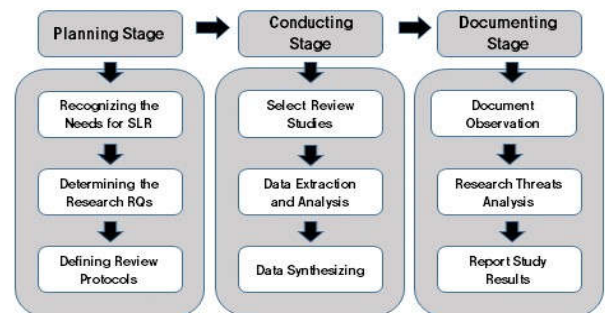 Planning Stage
Conducting
Stage
Documenting
Stage
Recognizing the
Needs for SLR
Determining the
Research RQs
Defining Review
Protocols
Select Review
Studies
Data Extraction
and Analysis
Data Synthesizing
Document
Observation
Research Threats
Analysis
Report Study
Results